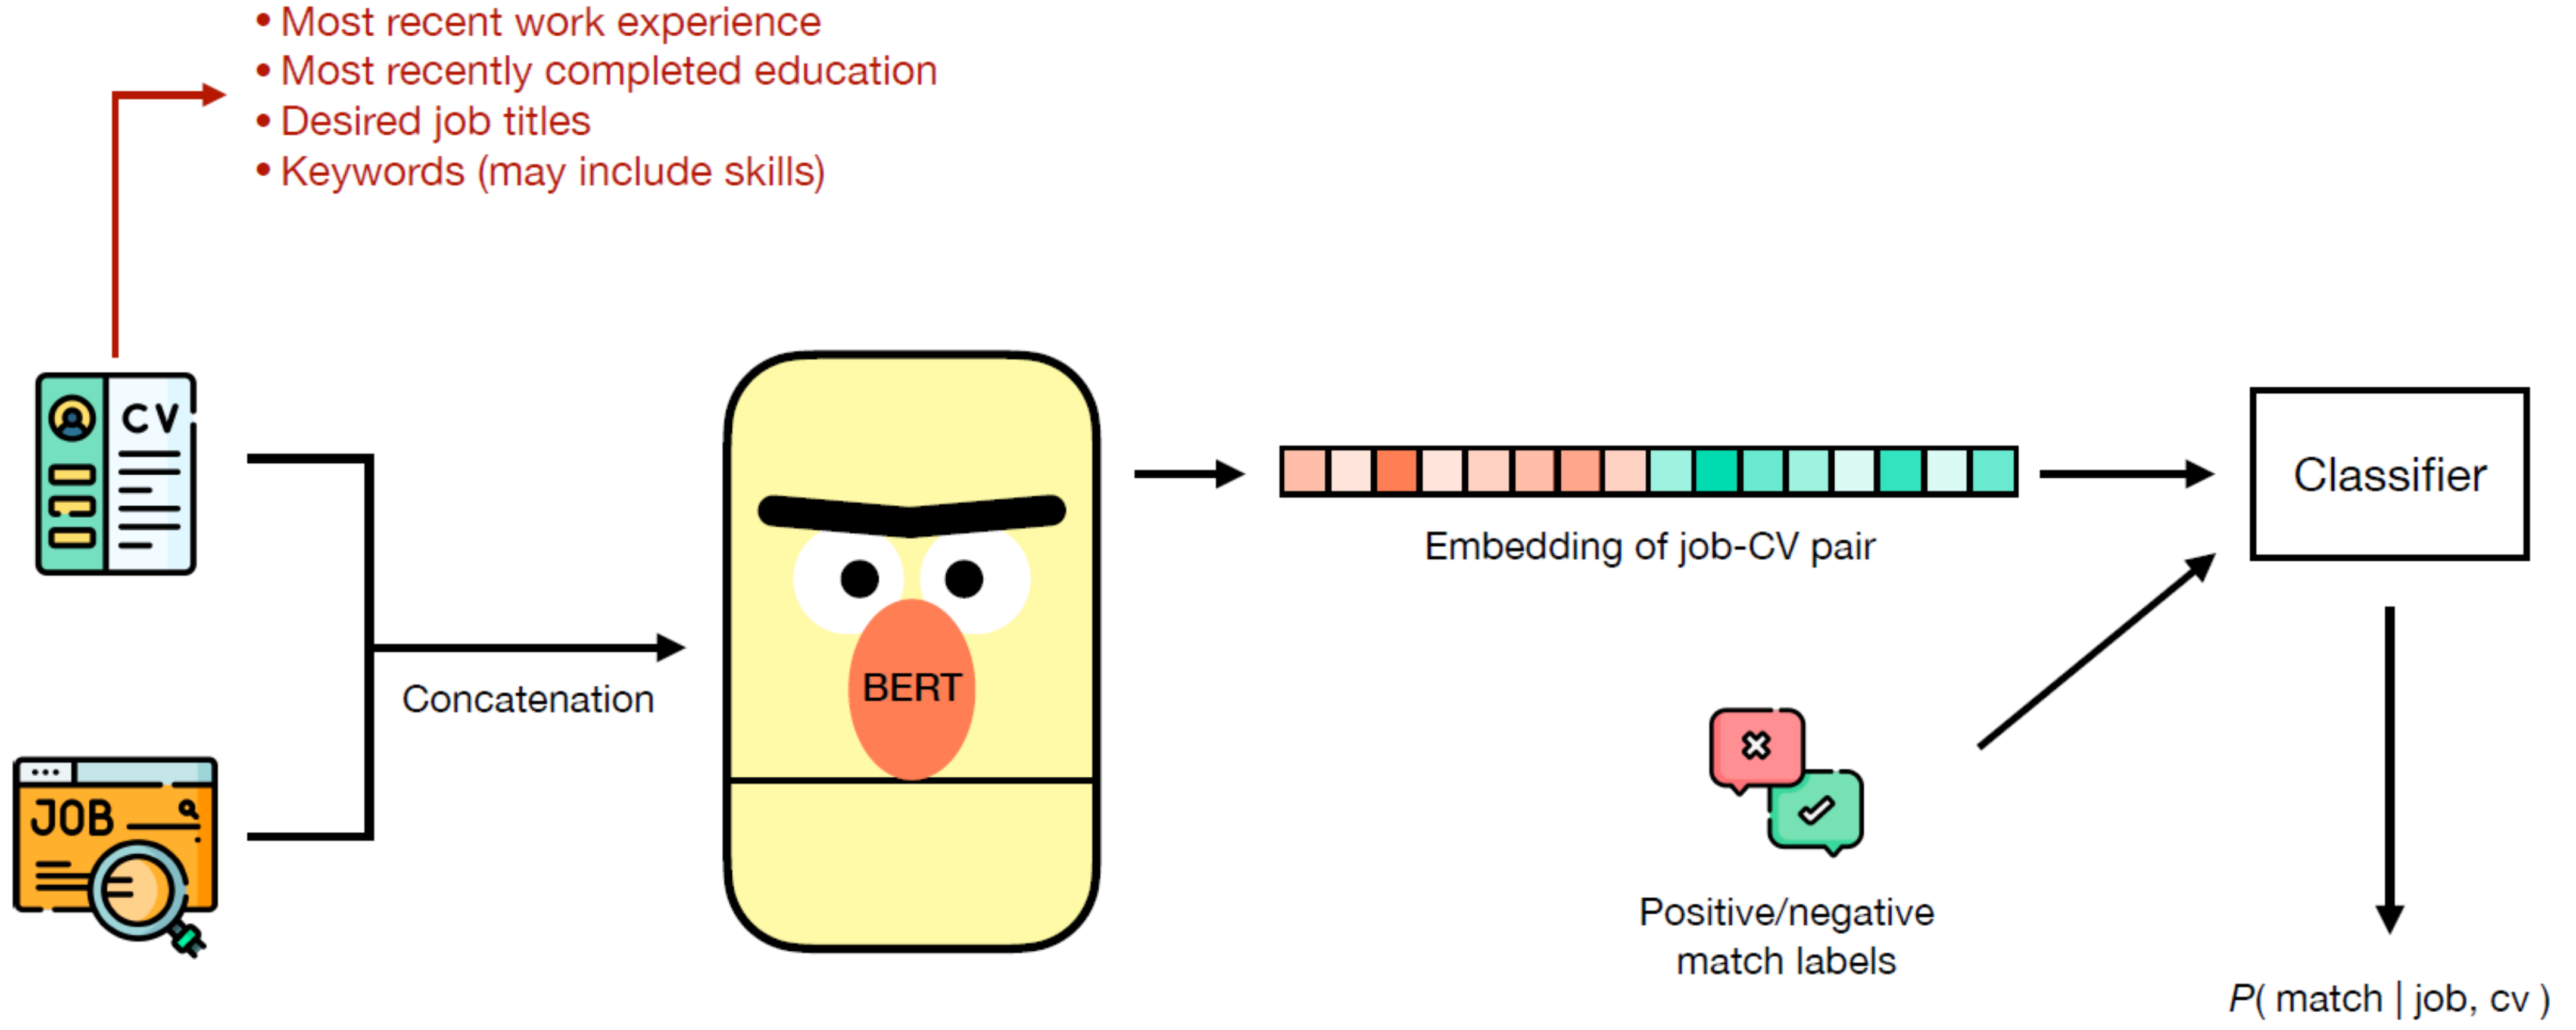 • Most recent work experience
• Most recently completed education
• Desired job titles
• Keywords (may include skills)
CV
JOB
Concatenation
BERT
Embedding of job-CV pair
Classifier
Positive/negative
match labels
P( match | job, cv )